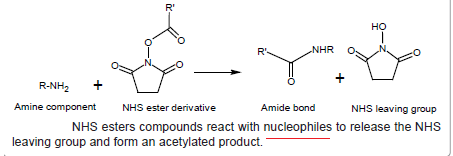 R'
O
O
HO
O
N
O
R'
NHR
O
N
O
R-NH2
+
O
+
Amine component
NHS ester derivative
Amide bond
NHS leaving group
NHS esters compounds react with nucleophiles to release the NHS
leaving group and form an acetylated product.